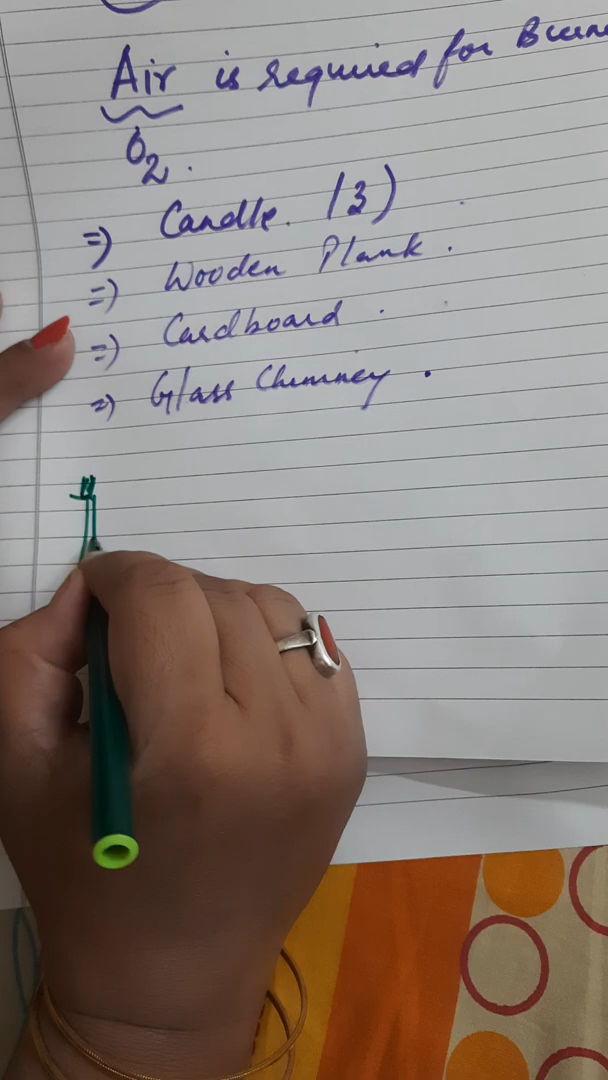 Air is required for
O2.
=) Candle. (3)
=) Wooden Plank.
=) Cardboard.
=) Glass Chimney.